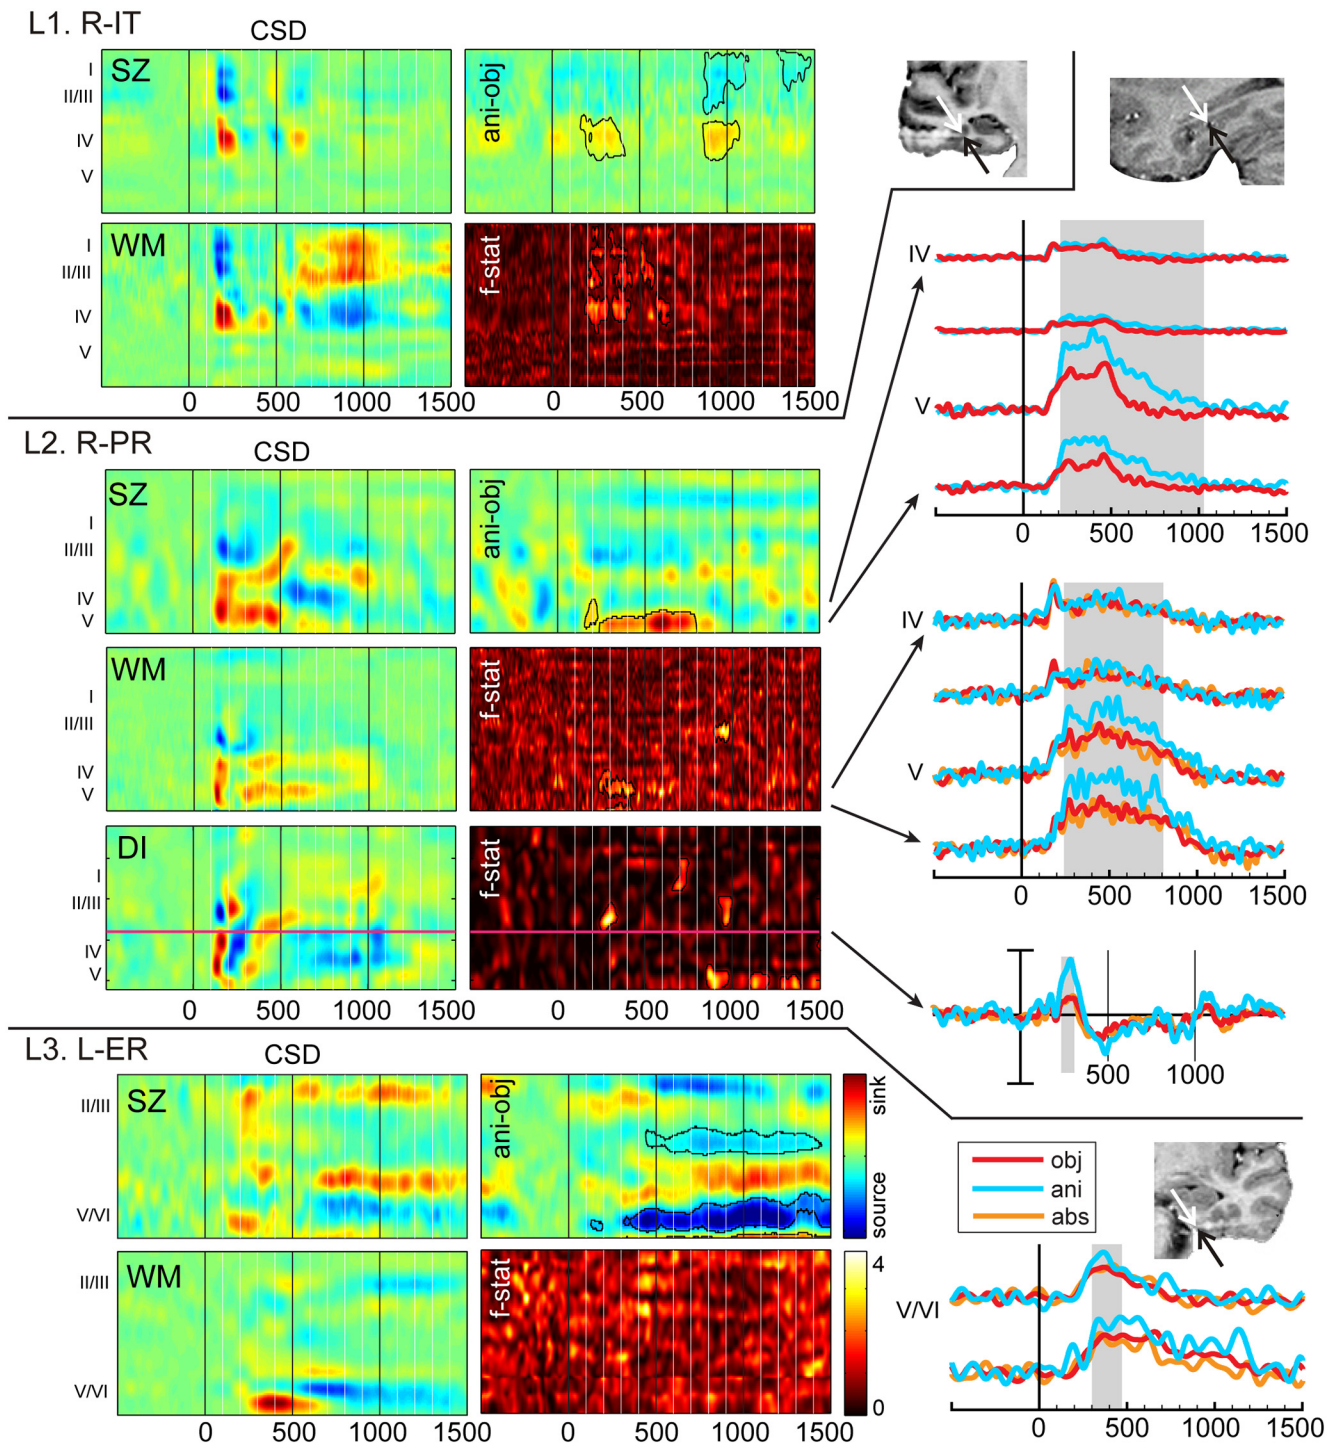 L1. R-IT
CSD
SZ
I
II/III
IV
V
ani-obj
WM
I
II/III
IV
V
f-stat
0 500 1000 1500
0 500 1000 1500
L2. R-PR
CSD
SZ
I
II/III
IV
V
ani-obj
WM
I
II/III
IV
V
f-stat
DI
I
II/III
IV
V
f-stat
0 500 1000 1500
0 500 1000 1500
L3. L-ER
CSD
SZ
II/III
V/VI
ani-obj
sink
source
WM
II/III
V/VI
f-stat
4
0
0 500 1000 1500
0 500 1000 1500
IV
V
0 500 1000 1500
IV
V
0 500 1000 1500
500 1000
obj
ani
abs
V/VI
0 500 1000 1500